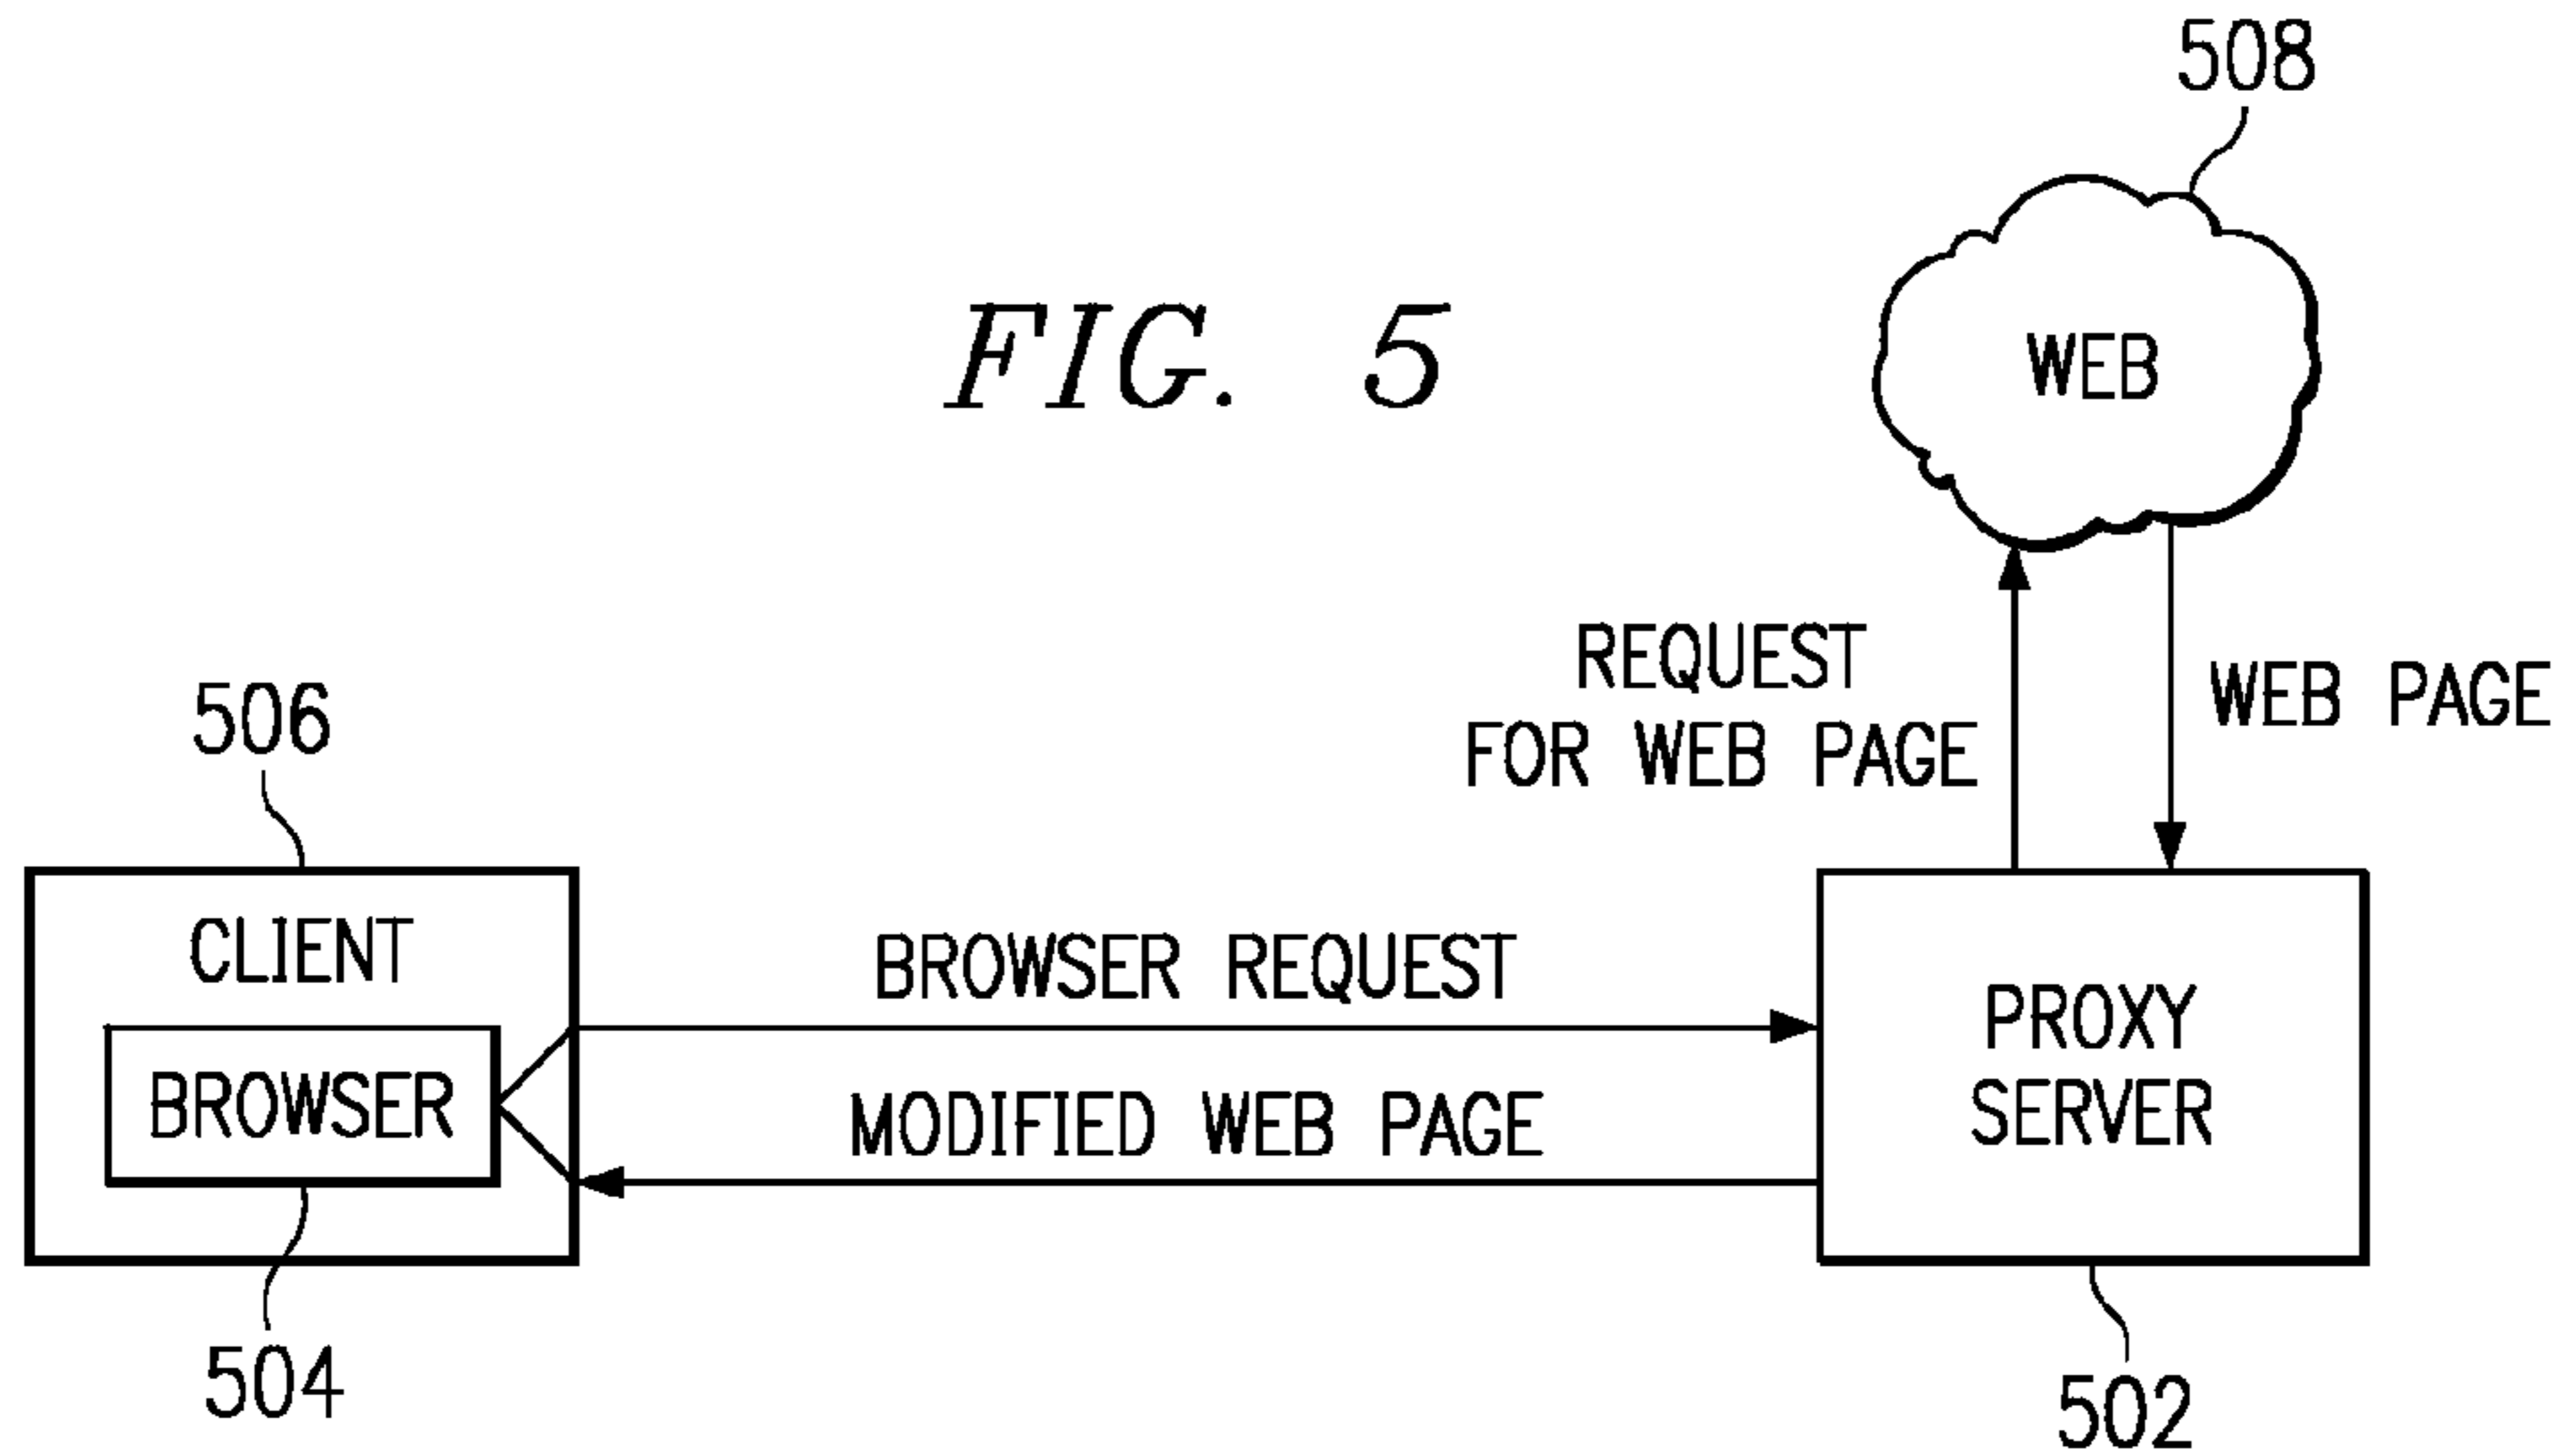 508
FIG. 5
WEB
REQUEST
FOR WEB PAGE
WEB PAGE
506
CLIENT
BROWSER
BROWSER REQUEST
MODIFIED WEB PAGE
PROXY
SERVER
504
502